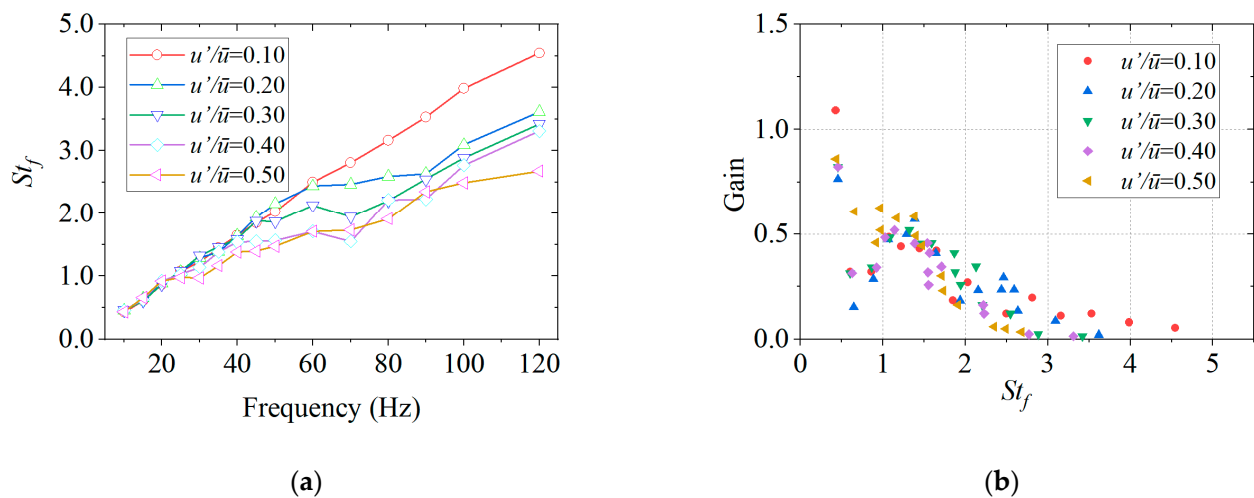 5.0
4.0
3.0
2.0
1.0
0.0
St_f
u’/ū=0.10
u’/ū=0.20
u’/ū=0.30
u’/ū=0.40
u’/ū=0.50
20 40 60 80 100 120
Frequency (Hz)
(a)
1.5
1.0
0.5
0.0
Gain
u’/ū=0.10
u’/ū=0.20
u’/ū=0.30
u’/ū=0.40
u’/ū=0.50
0 1 2 3 4 5
St_f
(b)